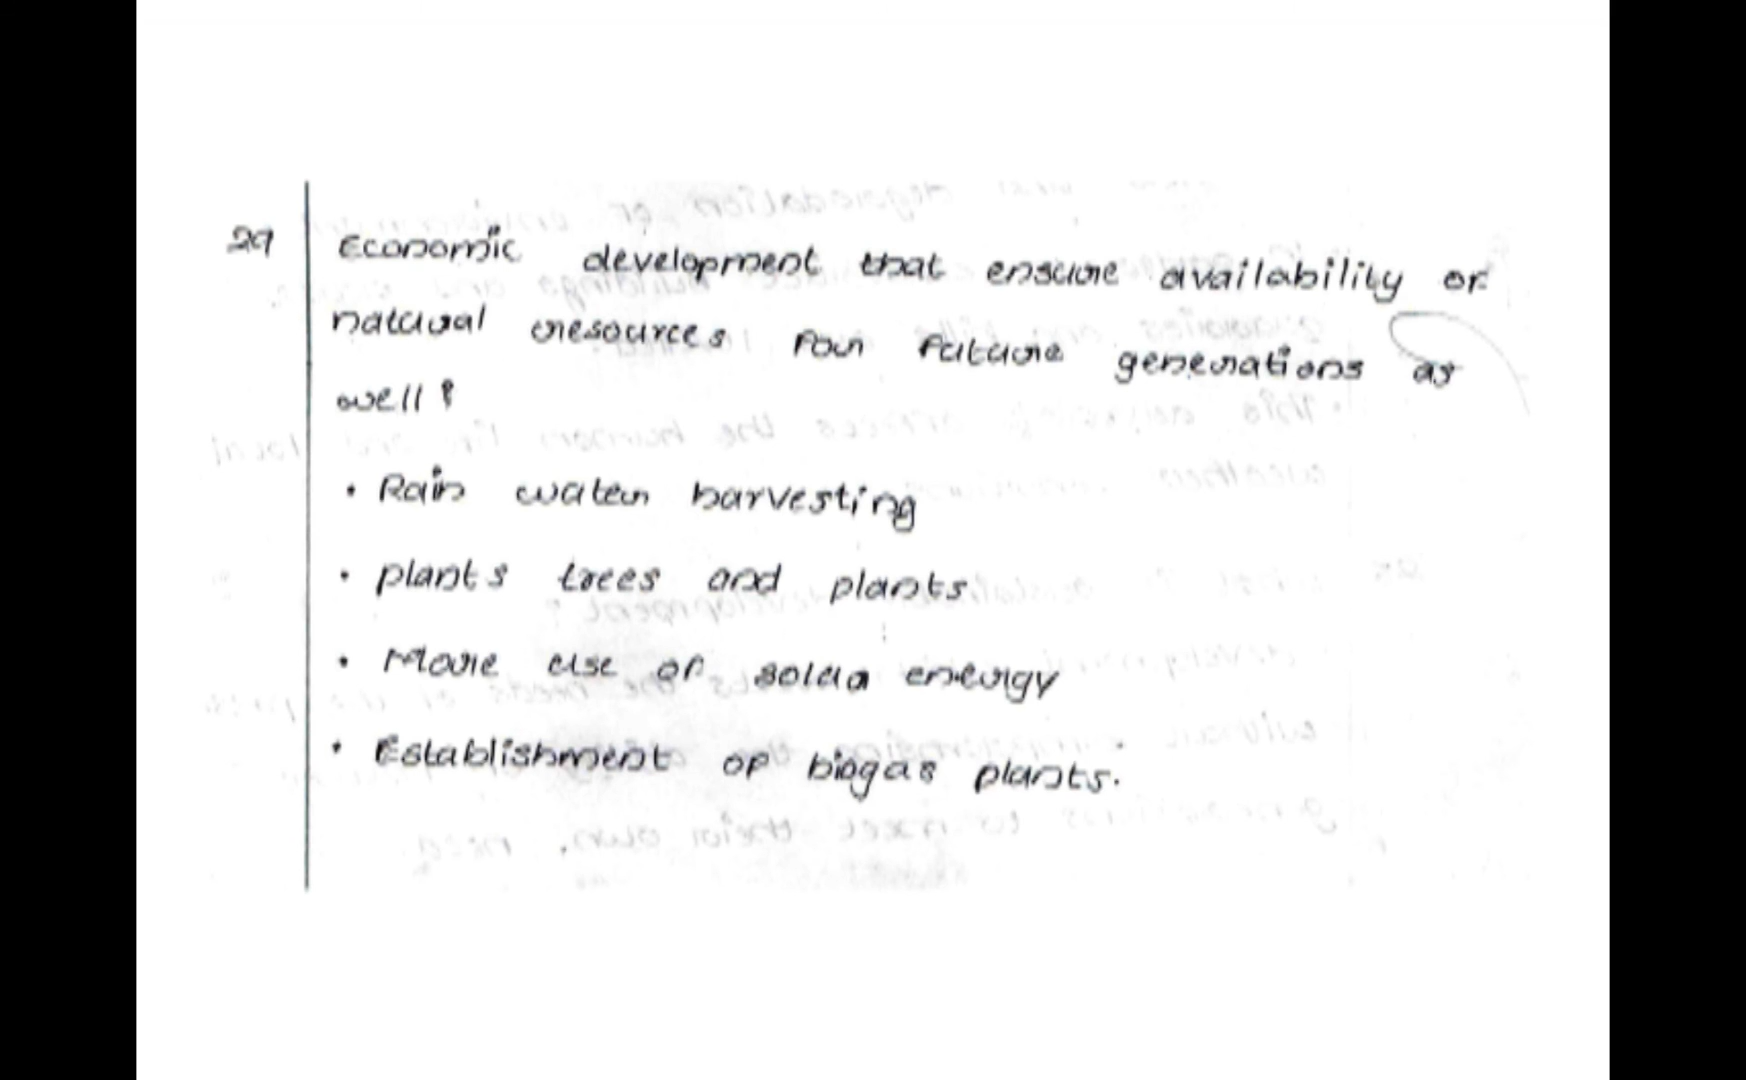 29 Economic development that ensure availability of
natural resources for future generations as
well?
• Rain water harvesting
• plants trees and plants
• More use of solaa energy
• Establishment of biogas plants.